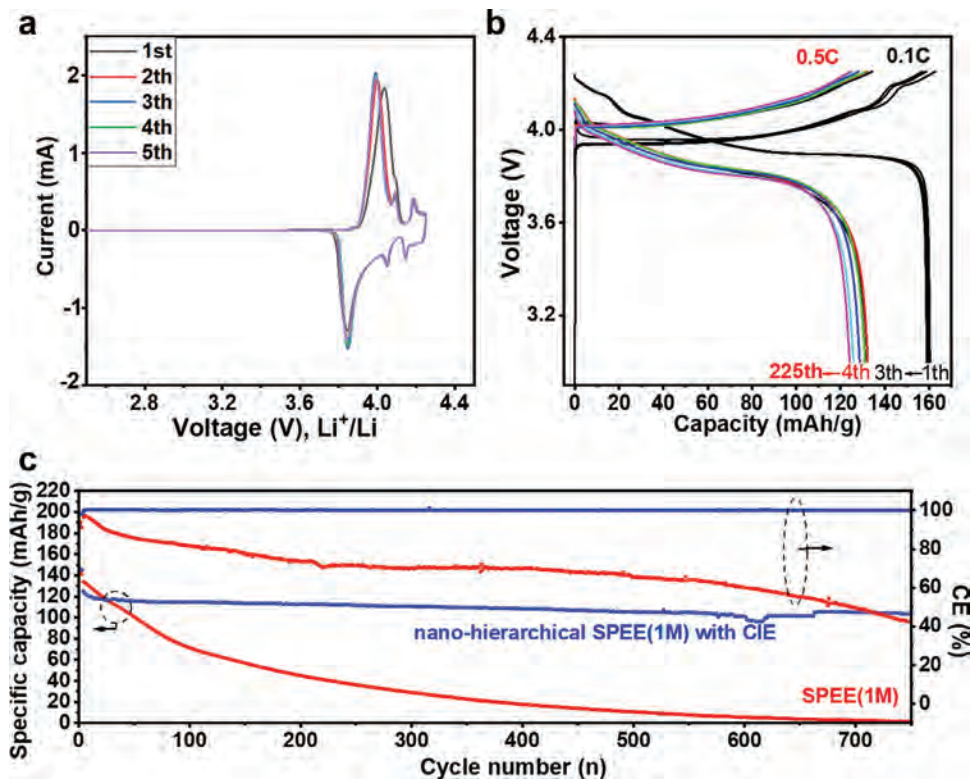 a
1st
2th
3th
4th
5th
2
1
0
-1
-2
Current (mA)
2.8
3.2
3.6
4.0
4.4
Voltage (V), Li⁺/Li
b
0.5C
0.1C
4.4
4.0
3.6
3.2
Voltage (V)
225th←4th
3th←1th
0 20 40 60 80 100 120 140 160
Capacity (mAh/g)
c
220
200
180
160
140
120
100
80
60
40
20
0
Specific capacity (mAh/g)
nano-hierarchical SPEE(1M) with CIE
SPEE(1M)
100
80
60
40
20
0
CE (%)
0 100 200 300 400 500 600 700
Cycle number (n)